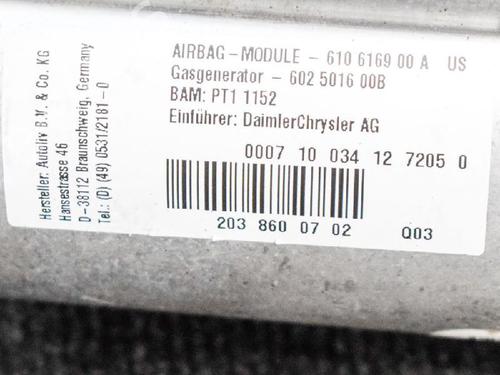 Hersteller: Autoliv B.V. & Co. KG
Hansestrasse 46
D-38112 Braunschweig, Germany
Tel.: (D) (49) 0531/2181-0
AIRBAG-MODULE - 610 6169 00 A US
Gasgenerator - 602 5016 00B
BAM: PT1 1152
Einführer: DaimlerChrysler AG
0007 10 034 12 7205 0
203 860 07 02 Q03